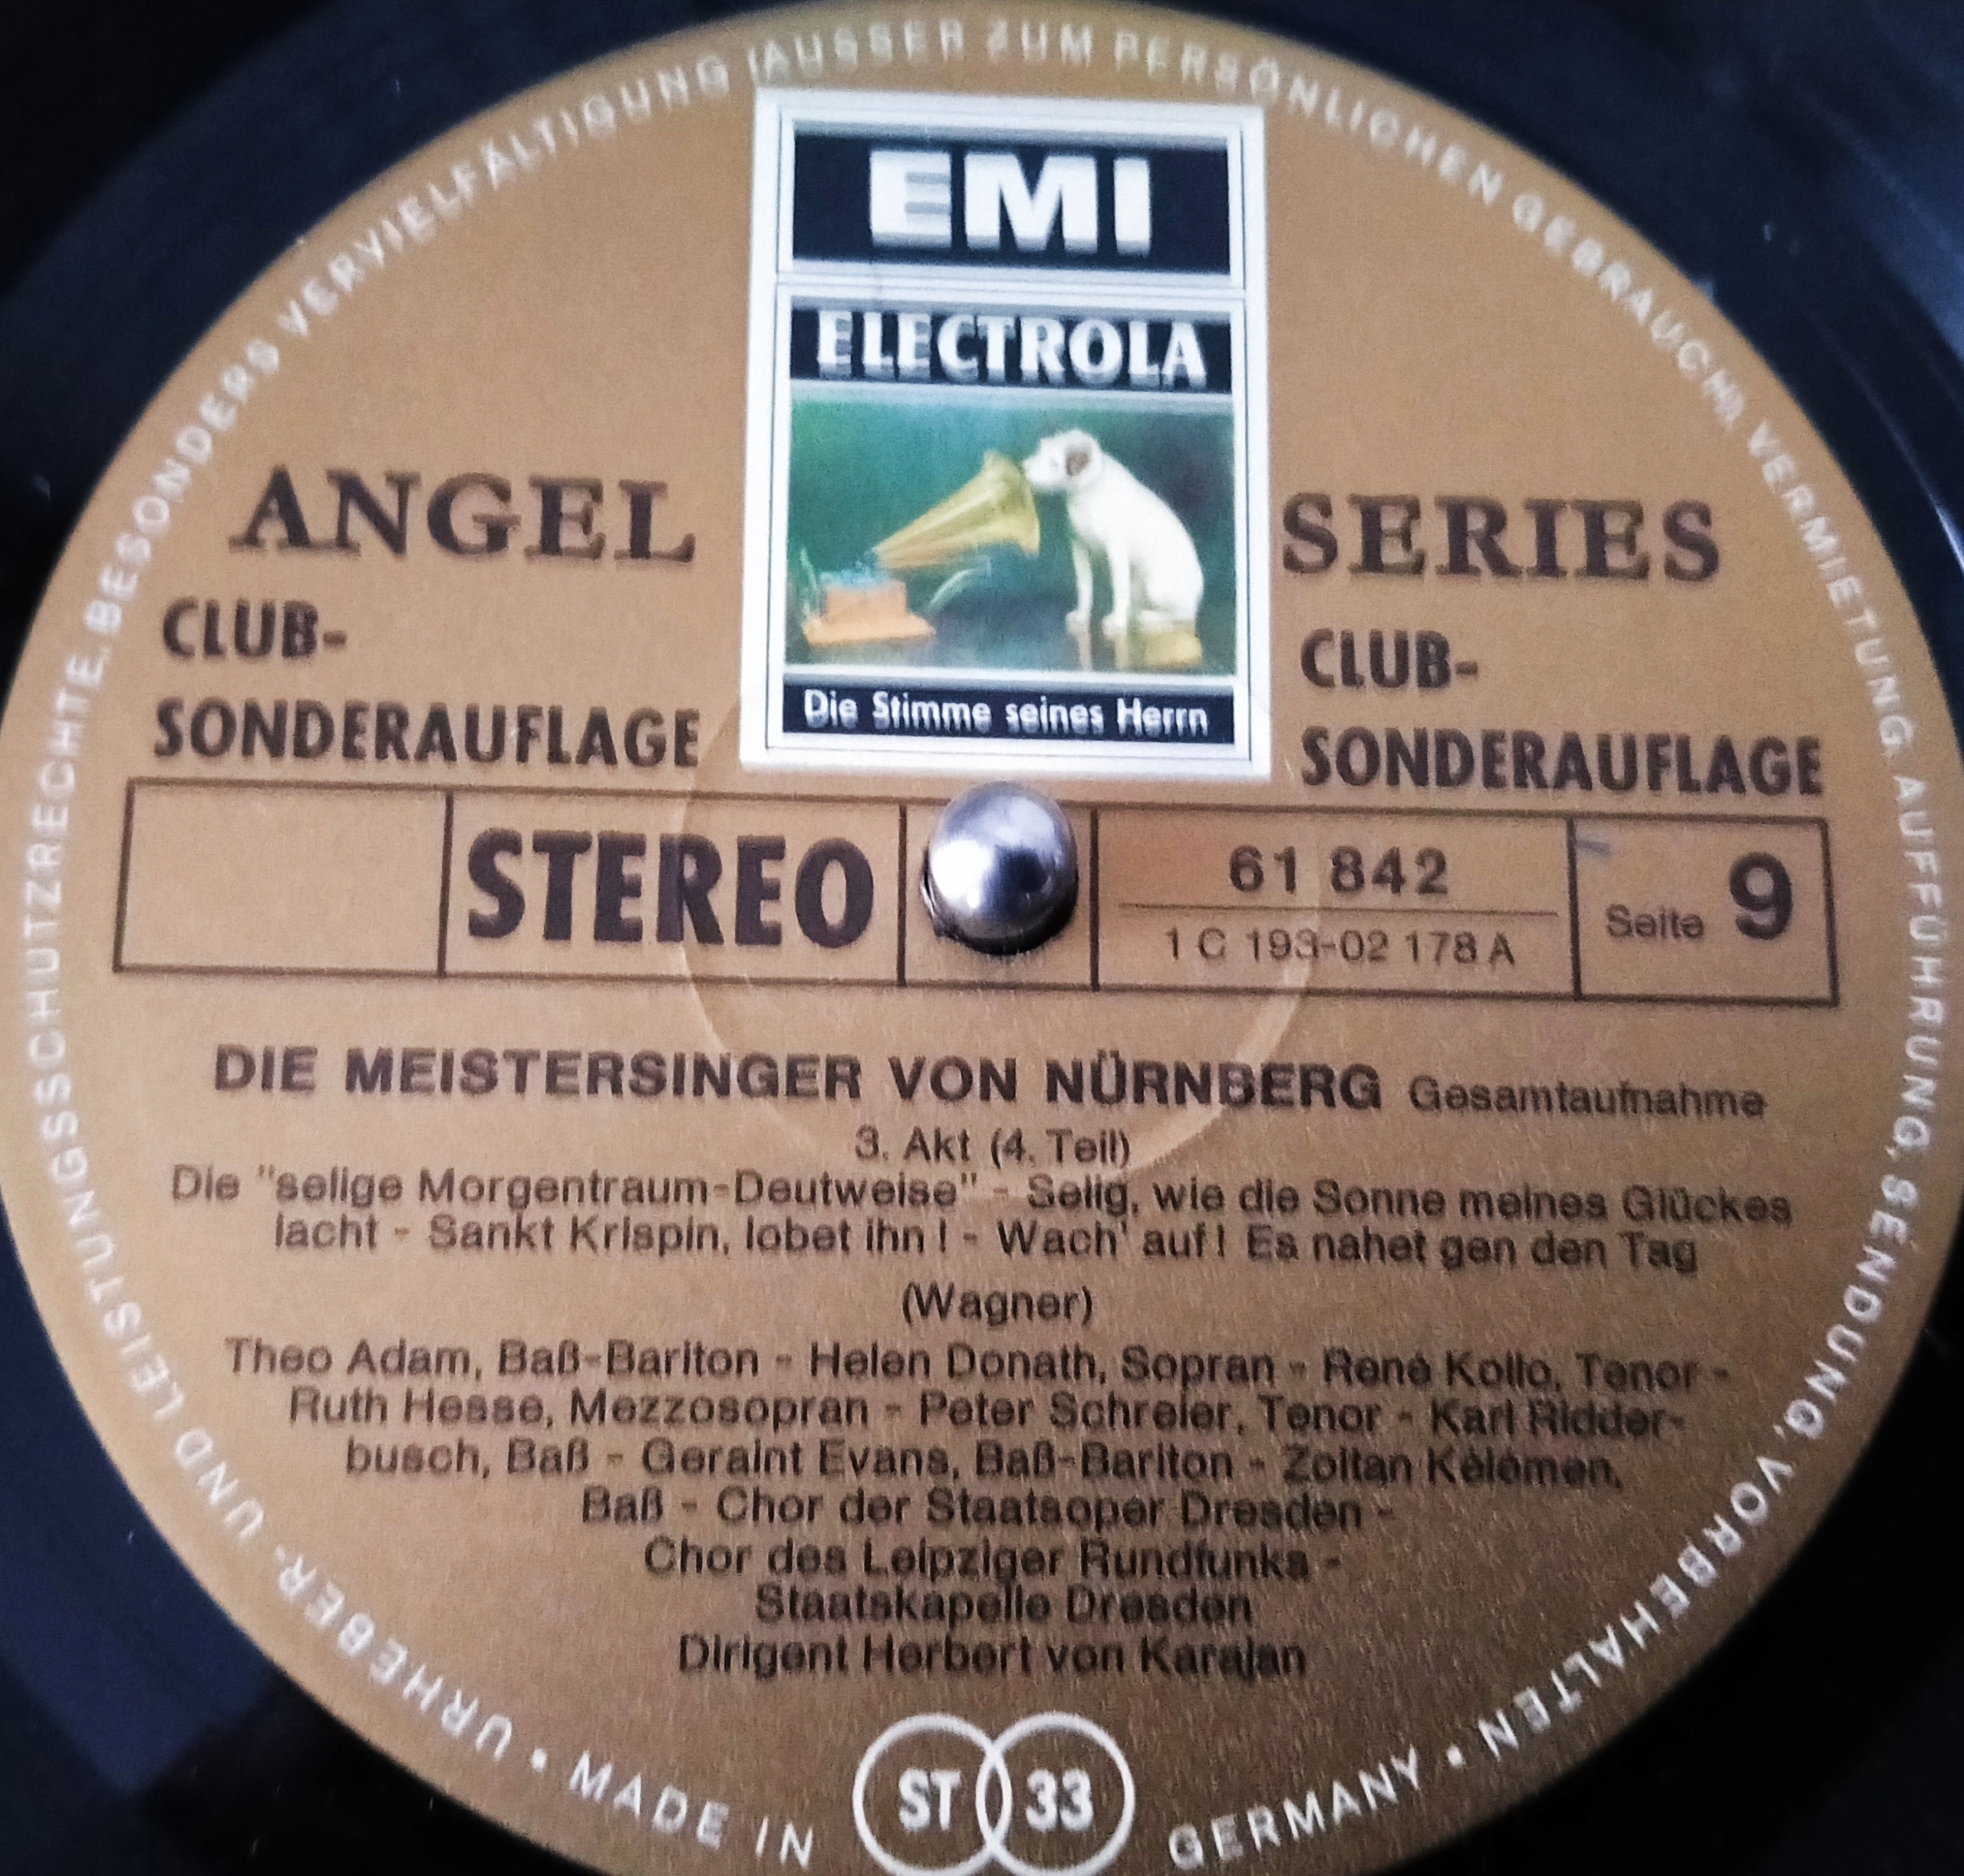 URHEBER- UND LEISTUNGSSCHUTZRECHTE, BESONDERS VERVIELFÄLTIGUNG (AUSSER ZUM PERSÖNLICHEN GEBRAUCH), VERMIETUNG, AUFFÜHRUNG, SENDUNG, VORBEHALTEN •
EMI
ELECTROLA
Die Stimme seines Herrn
ANGEL SERIES
CLUB-
SONDERAUFLAGE
CLUB-
SONDERAUFLAGE
STEREO
61 842
1 C 193-02 178 A
Seite 9
DIE MEISTERSINGER VON NÜRNBERG Gesamtaufnahme
3. Akt (4. Teil)
Die "selige Morgentraum-Deutweise" - Selig, wie die Sonne meines Glückes
lacht - Sankt Krispin, lobet ihn! - Wach' auf! Es nahet gen den Tag
(Wagner)
Theo Adam, Baß-Bariton - Helen Donath, Sopran - René Kollo, Tenor -
Ruth Hesse, Mezzosopran - Peter Schreier, Tenor - Karl Ridder-
busch, Baß - Geraint Evans, Baß-Bariton - Zoltan Kélémen,
Baß - Chor der Staatsoper Dresden -
Chor des Leipziger Rundfunks -
Staatskapelle Dresden
Dirigent Herbert von Karajan
ST 33
• MADE IN GERMANY •